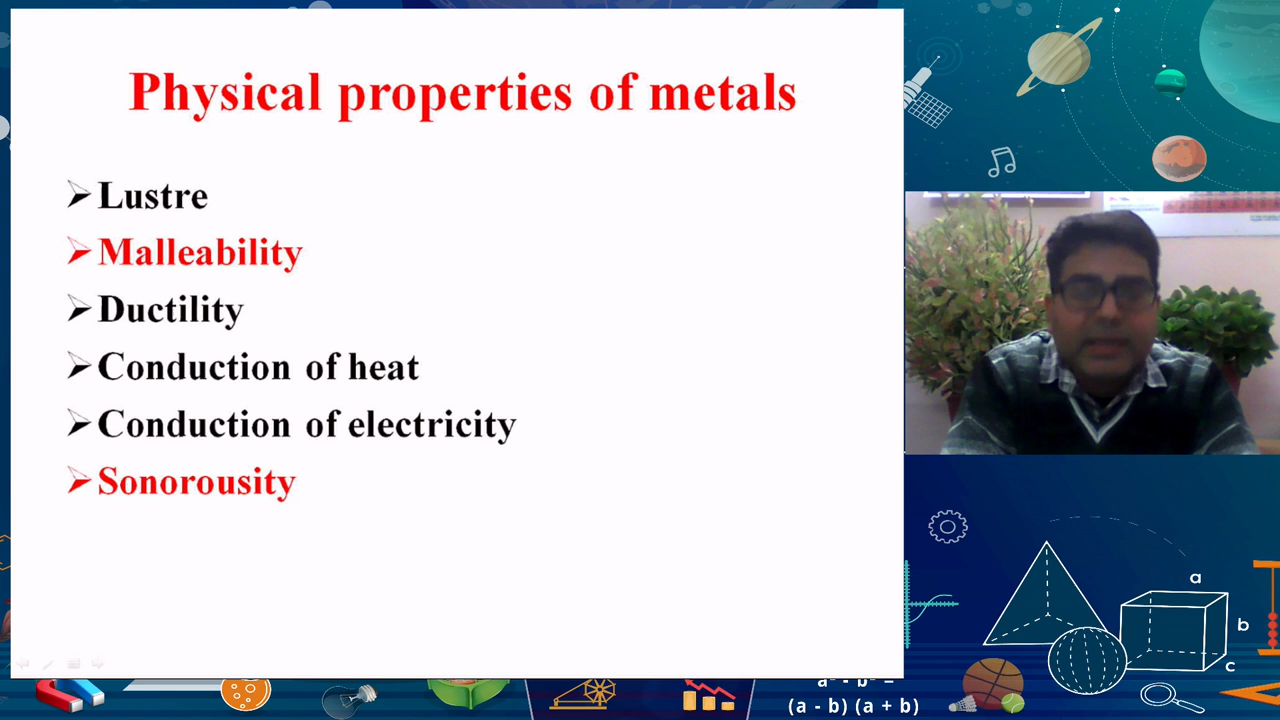 Physical properties of metals
➢Lustre
➢Malleability
➢Ductility
➢Conduction of heat
➢Conduction of electricity
➢Sonorousity
a
b
c
(a - b) (a + b)